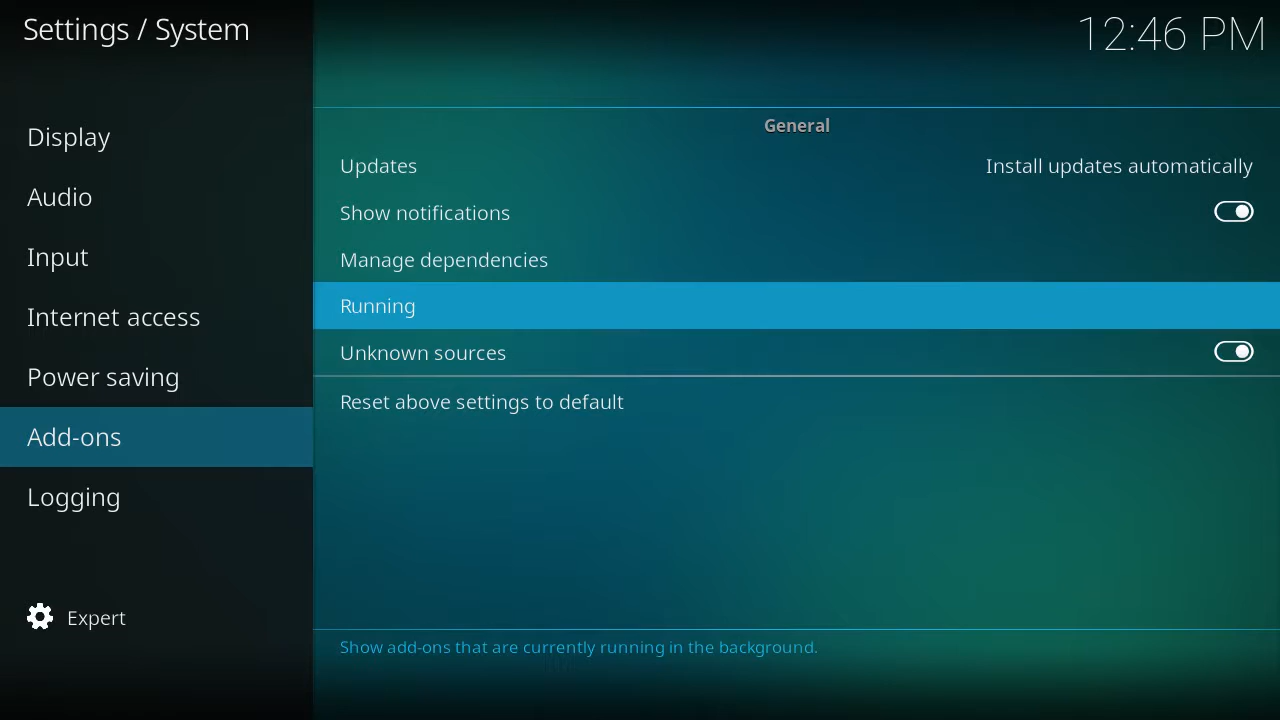 Settings / System
12:46 PM
Display
Audio
Input
Internet access
Power saving
Add-ons
Logging
Expert
General
Updates Install updates automatically
Show notifications
Manage dependencies
Running
Unknown sources
Reset above settings to default
Show add-ons that are currently running in the background.